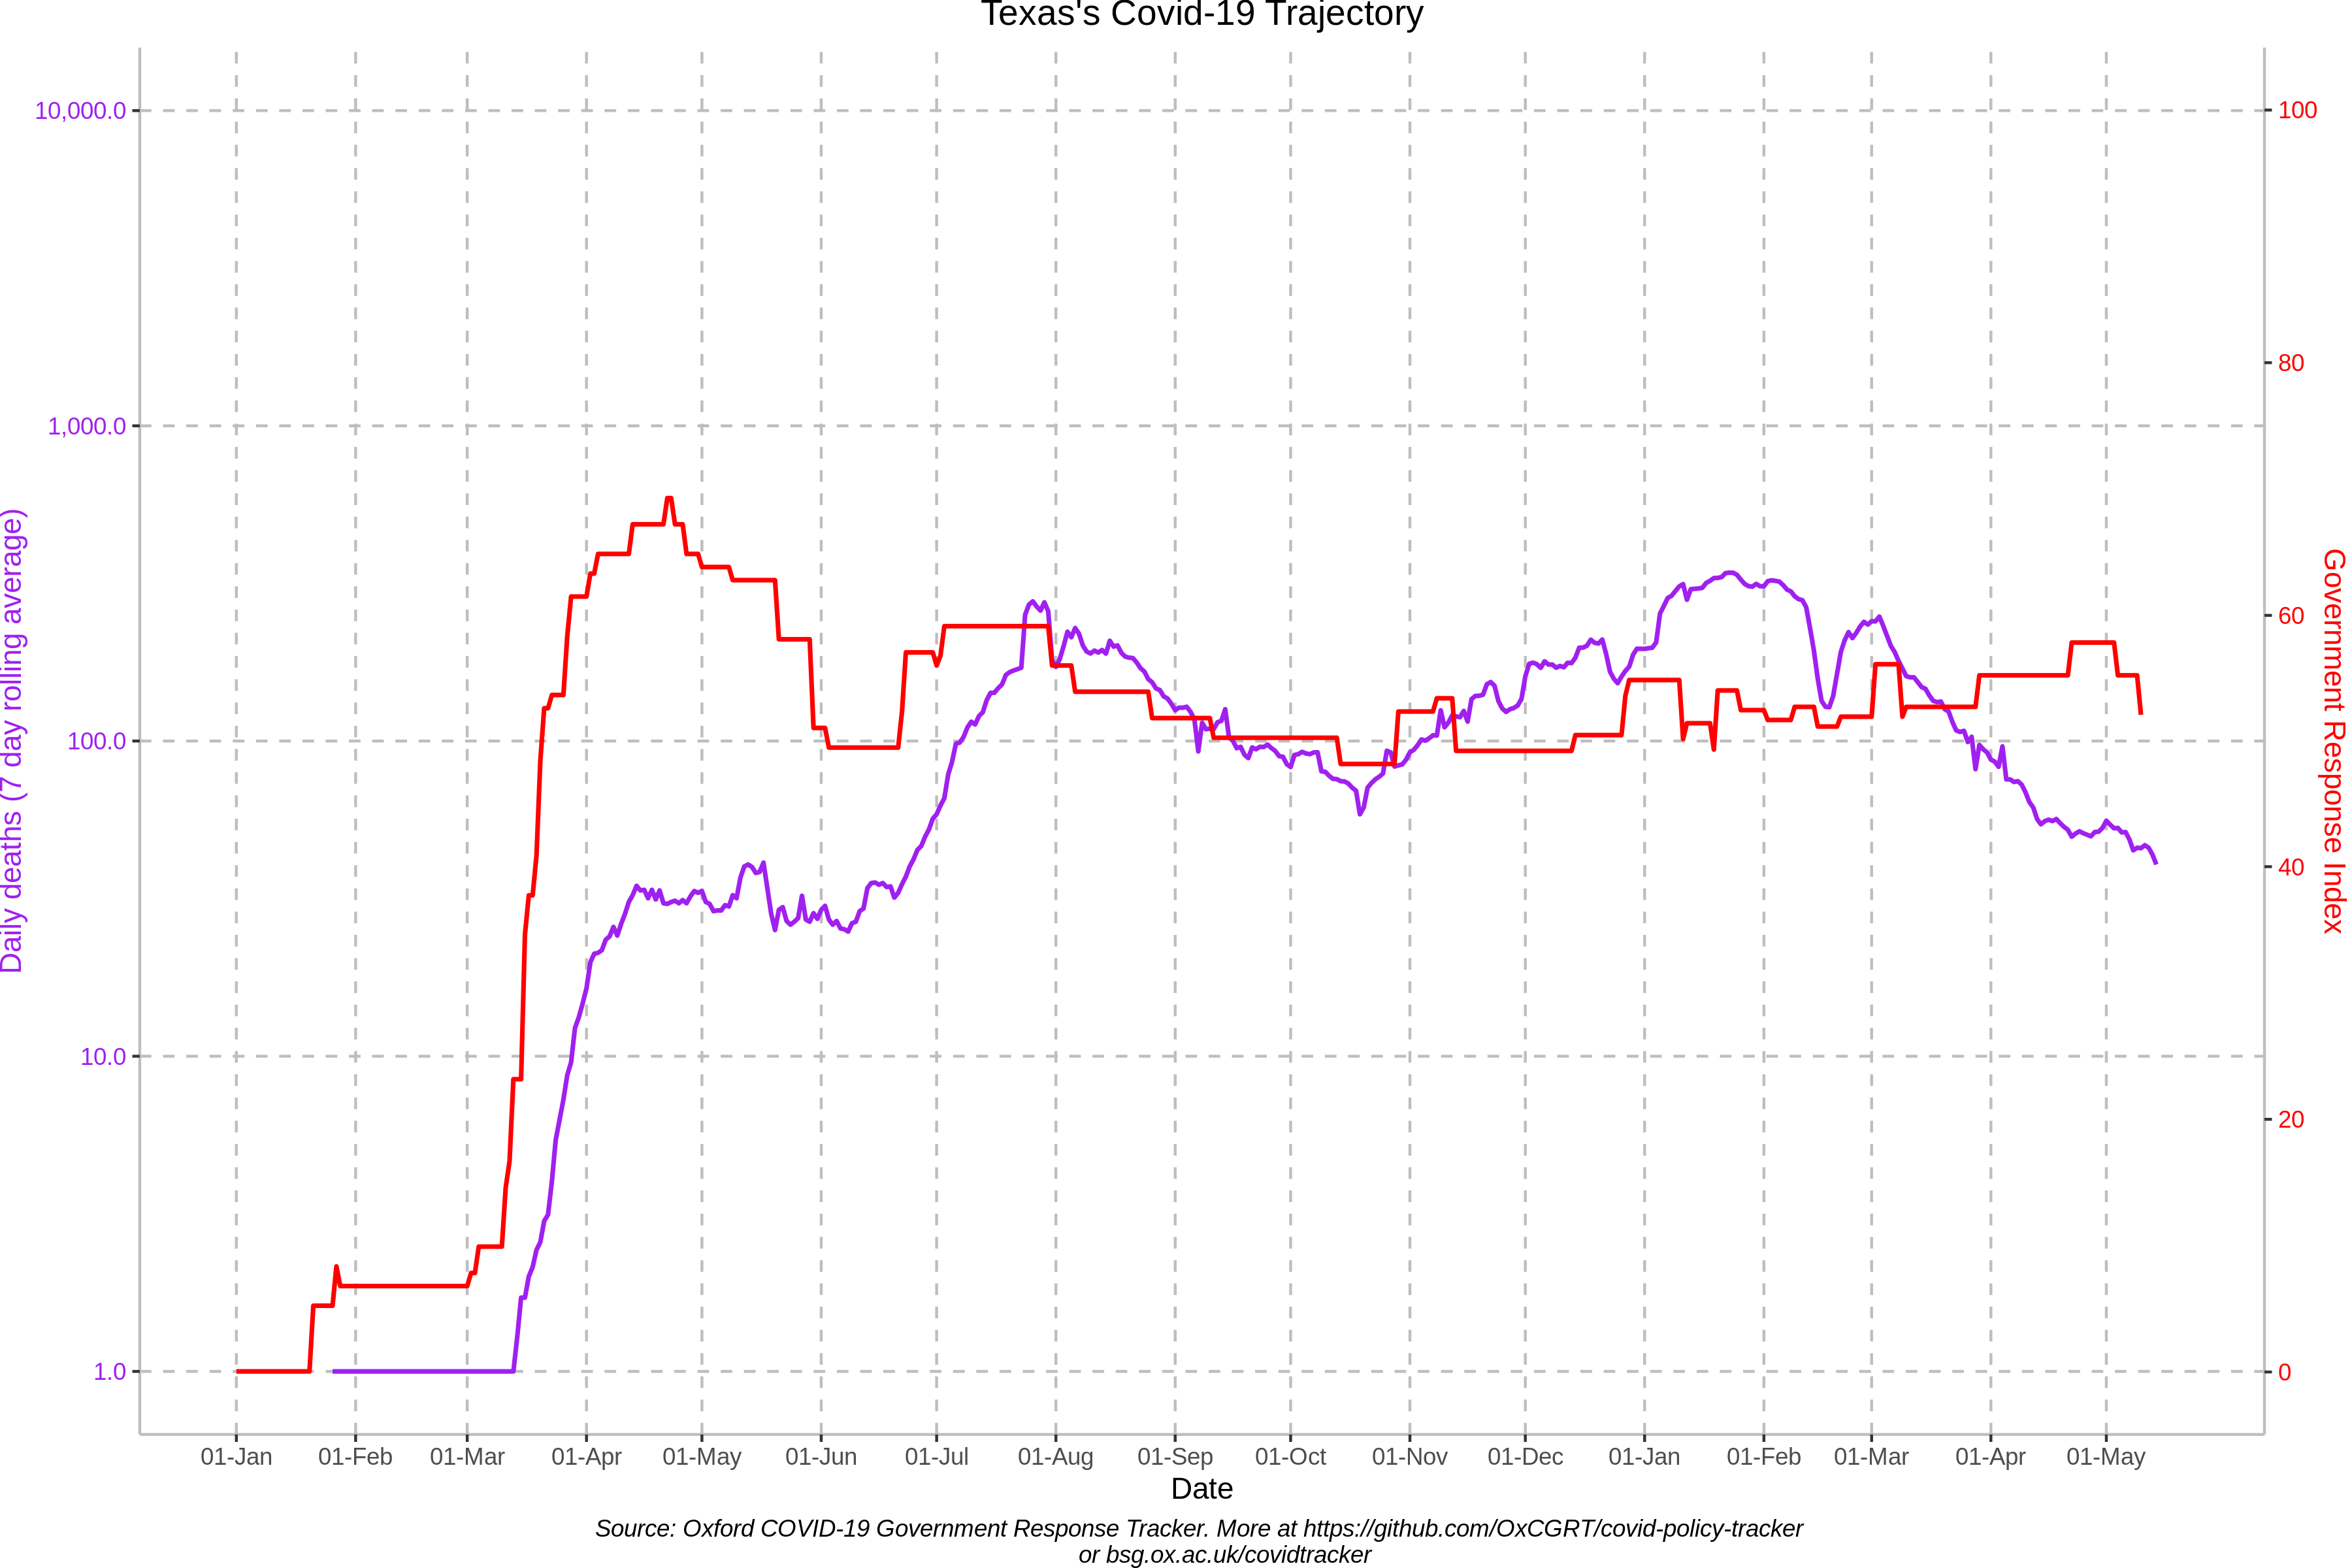 Texas's Covid-19 Trajectory
10,000.0
1,000.0
100.0
10.0
1.0
Daily deaths (7 day rolling average)
100
80
60
40
20
0
Government Response Index
01-Jan 01-Feb 01-Mar 01-Apr 01-May 01-Jun 01-Jul 01-Aug 01-Sep 01-Oct 01-Nov 01-Dec 01-Jan 01-Feb 01-Mar 01-Apr 01-May
Date
Source: Oxford COVID-19 Government Response Tracker. More at https://github.com/OxCGRT/covid-policy-tracker
or bsg.ox.ac.uk/covidtracker